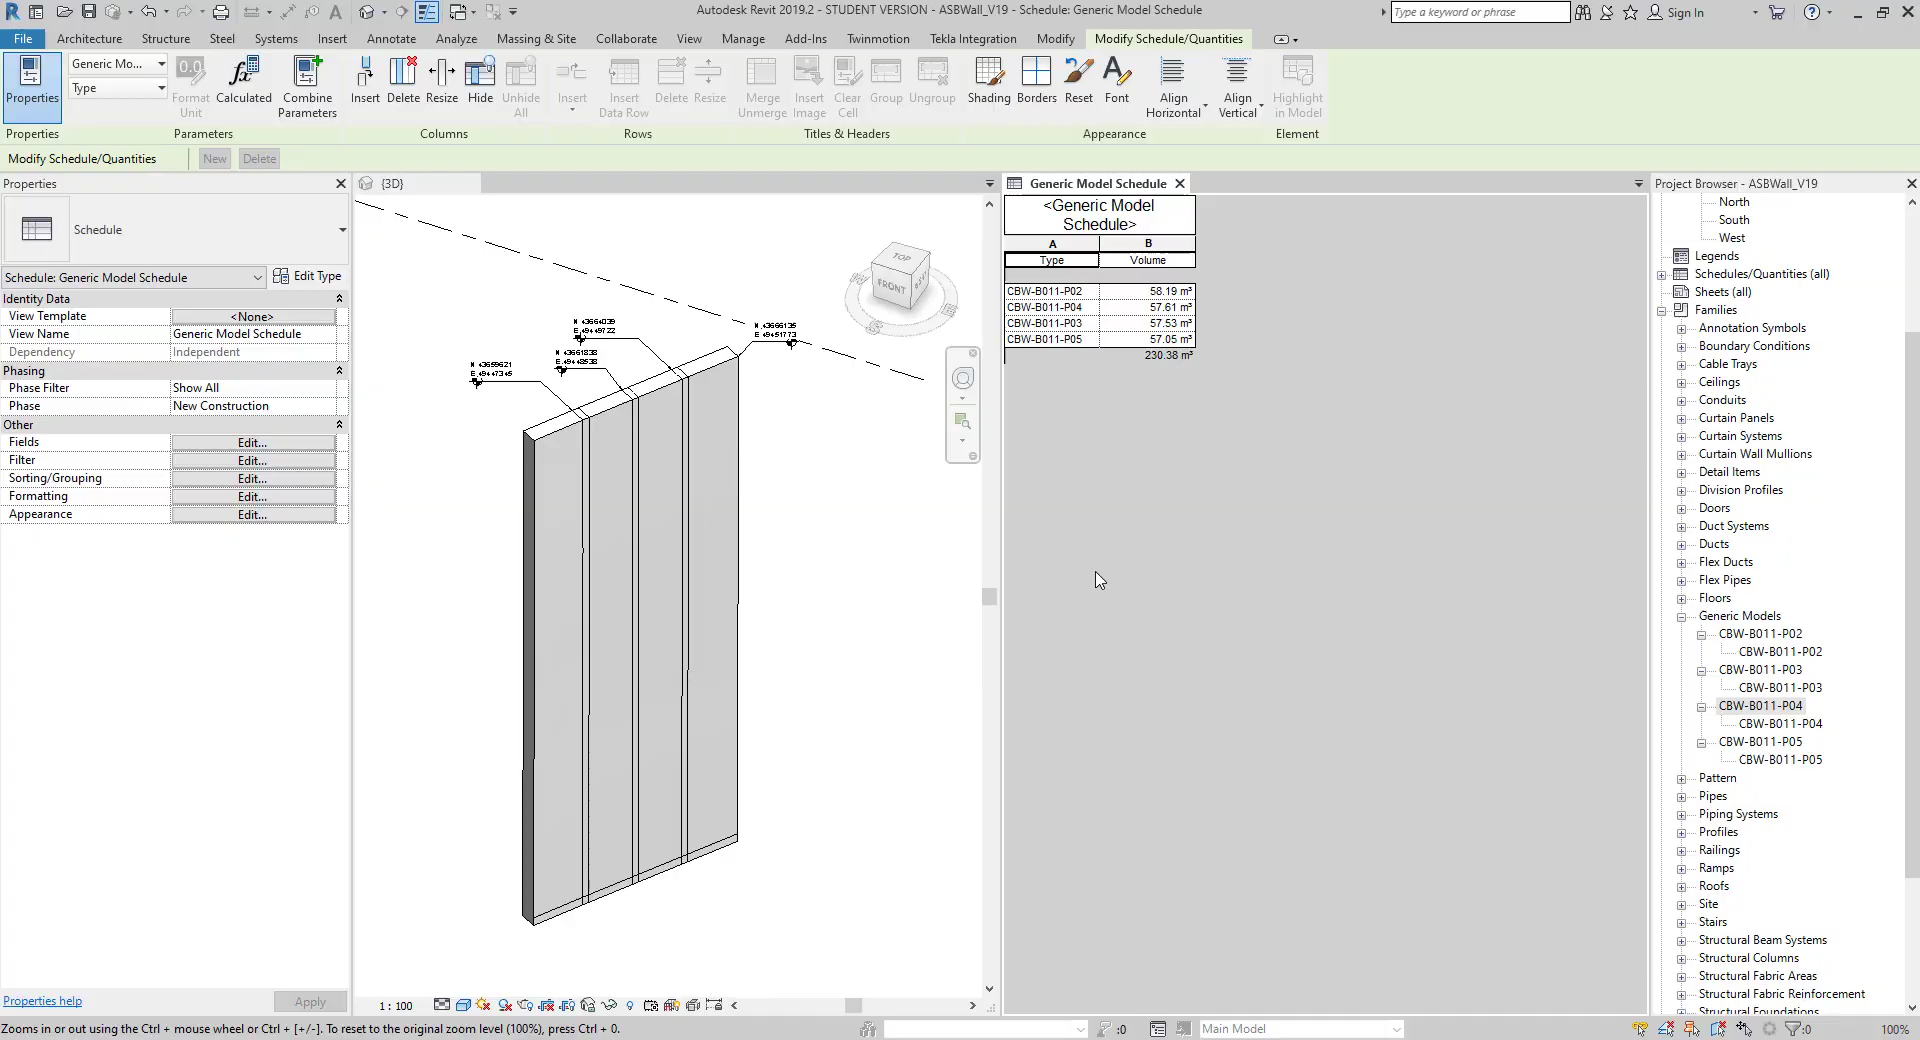 Autodesk Revit 2019.2 - STUDENT VERSION - ASBWall_V19 - Schedule: Generic Model Schedule
Type a keyword or phrase
Sign In
File Architecture Structure Steel Systems Insert Annotate Analyze Massing & Site Collaborate View Manage Add-Ins Twinmotion Tekla Integration Modify Modify Schedule/Quantities
Properties
Generic Mo...
Type
Format Unit
Calculated
Combine Parameters
Insert
Delete
Resize
Hide
Unhide All
Insert
Insert Data Row
Delete
Resize
Merge Unmerge
Insert Image
Clear Cell
Group
Ungroup
Shading
Borders
Reset
Font
Align Horizontal
Align Vertical
Highlight in Model
Properties Parameters Columns Rows Titles & Headers Appearance Element
Modify Schedule/Quantities New Delete
Properties
Schedule
Schedule: Generic Model Schedule Edit Type
Identity Data
View Template <None>
View Name Generic Model Schedule
Dependency Independent
Phasing
Phase Filter Show All
Phase New Construction
Other
Fields Edit...
Filter Edit...
Sorting/Grouping Edit...
Formatting Edit...
Appearance Edit...
Properties help Apply
{3D}
TOP
FRONT
N 43664039
E 49449722
N 43666135
E 49451773
N 43661838
E 49448538
N 43659621
E 49447345
1 : 100
Generic Model Schedule
<Generic Model
Schedule>
A B
Type Volume
CBW-B011-P02 58.19 m³
CBW-B011-P04 57.61 m³
CBW-B011-P03 57.53 m³
CBW-B011-P05 57.05 m³
230.38 m³
Project Browser - ASBWall_V19
North
South
West
Legends
Schedules/Quantities (all)
Sheets (all)
Families
Annotation Symbols
Boundary Conditions
Cable Trays
Ceilings
Conduits
Curtain Panels
Curtain Systems
Curtain Wall Mullions
Detail Items
Division Profiles
Doors
Duct Systems
Ducts
Flex Ducts
Flex Pipes
Floors
Generic Models
CBW-B011-P02
CBW-B011-P02
CBW-B011-P03
CBW-B011-P03
CBW-B011-P04
CBW-B011-P04
CBW-B011-P05
CBW-B011-P05
Pattern
Pipes
Piping Systems
Profiles
Railings
Ramps
Roofs
Site
Stairs
Structural Beam Systems
Structural Columns
Structural Fabric Areas
Structural Fabric Reinforcement
Structural Foundations
Zooms in or out using the Ctrl + mouse wheel or Ctrl + [+/-]. To reset to the original zoom level (100%), press Ctrl + 0.
:0
Main Model
:0
100%